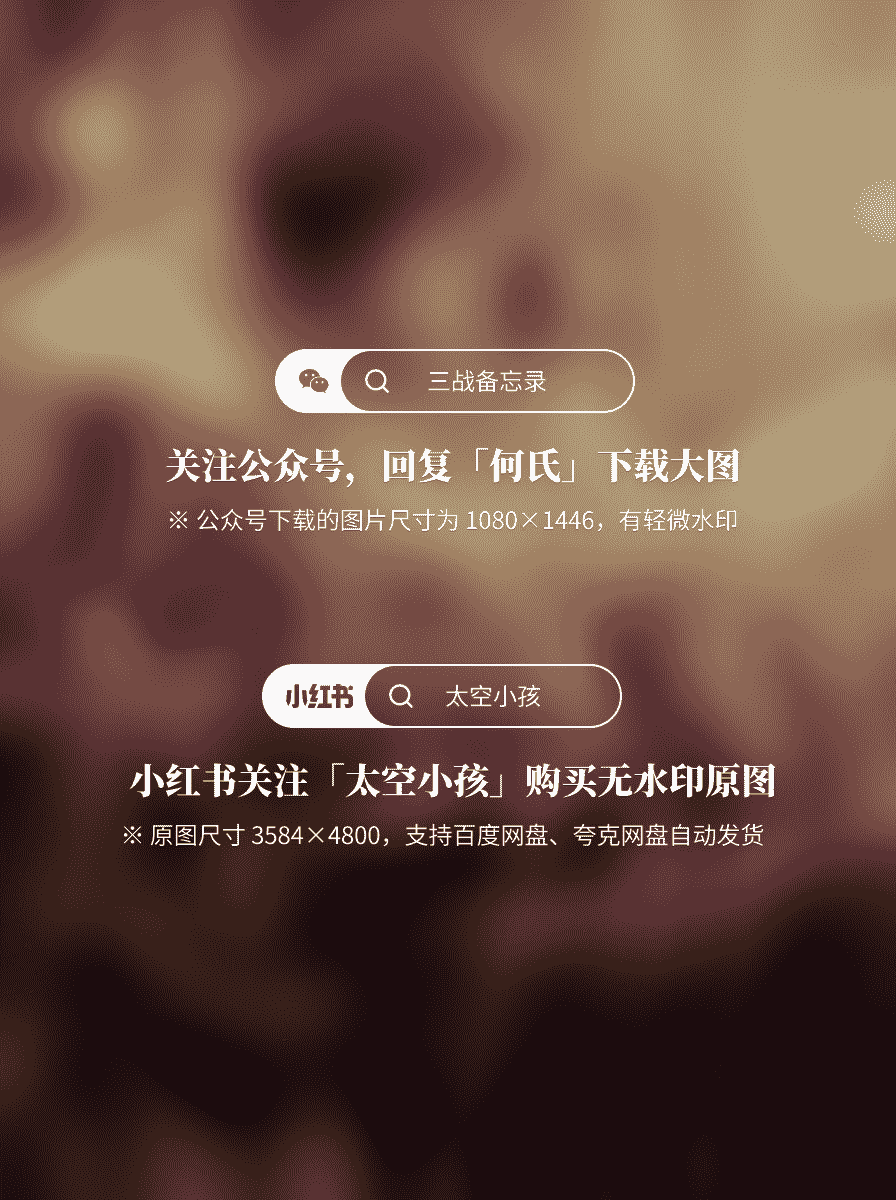 三战备忘录
关注公众号，回复「何氏」下载大图
※ 公众号下载的图片尺寸为 1080×1446，有轻微水印
小红书 太空小孩
小红书关注「太空小孩」购买无水印原图
※ 原图尺寸 3584×4800，支持百度网盘、夸克网盘自动发货